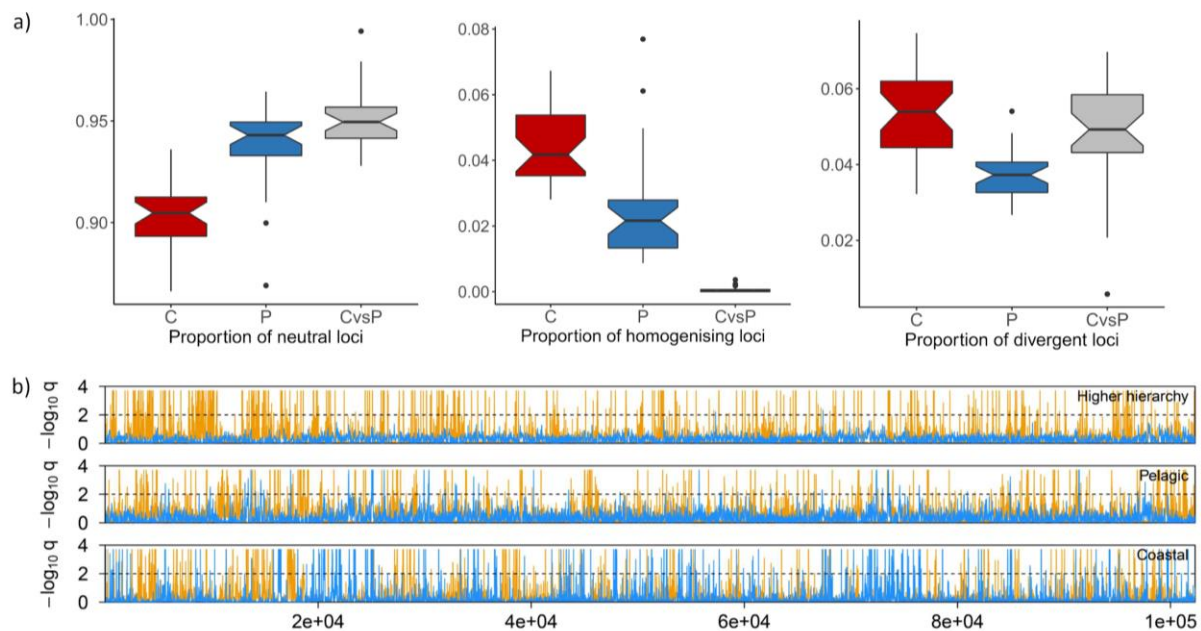 a)
1.00
0.95
0.90
C P CvsP
Proportion of neutral loci
0.08
0.06
0.04
0.02
0.00
C P CvsP
Proportion of homogenising loci
0.06
0.04
0.02
C P CvsP
Proportion of divergent loci
b)
4
2
0
−log10 q
Higher hierarchy
4
2
0
−log10 q
Pelagic
4
2
0
−log10 q
Coastal
2e+04 4e+04 6e+04 8e+04 1e+05